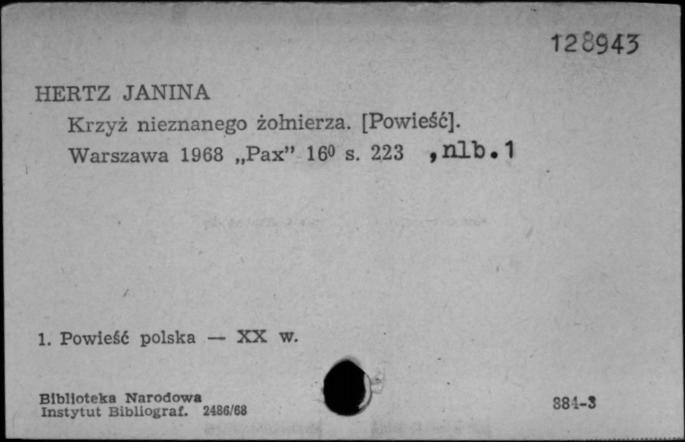 128943
HERTZ JANINA
Krzyż nieznanego żołnierza. [Powieść].
Warszawa 1968 „Pax” 16⁰ s. 223 , nlb. 1
1. Powieść polska — XX w.
Biblioteka Narodowa
Instytut Bibliograf. 2486/68
884-3